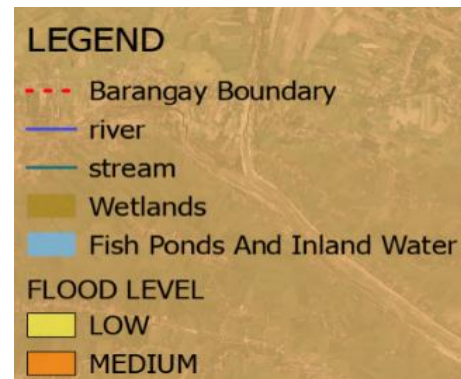 LEGEND
Barangay Boundary
river
stream
Wetlands
Fish Ponds And Inland Water
FLOOD LEVEL
LOW
MEDIUM